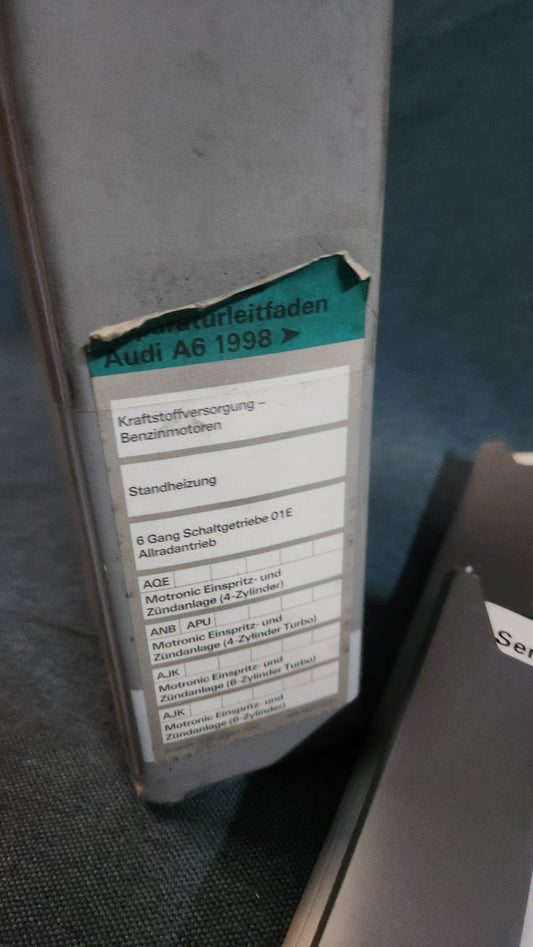 Reparaturleitfaden
Audi A6 1998 ➤
Kraftstoffversorgung –
Benzinmotoren
Standheizung
6 Gang Schaltgetriebe 01E
Allradantrieb
AQE
Motronic Einspritz- und
Zündanlage (4-Zylinder)
ANB APU
Motronic Einspritz- und
Zündanlage (4-Zylinder Turbo)
AJK
Motronic Einspritz- und
Zündanlage (6-Zylinder Turbo)
AJK
Motronic Einspritz- und
Zündanlage (6-Zylinder)
Ser